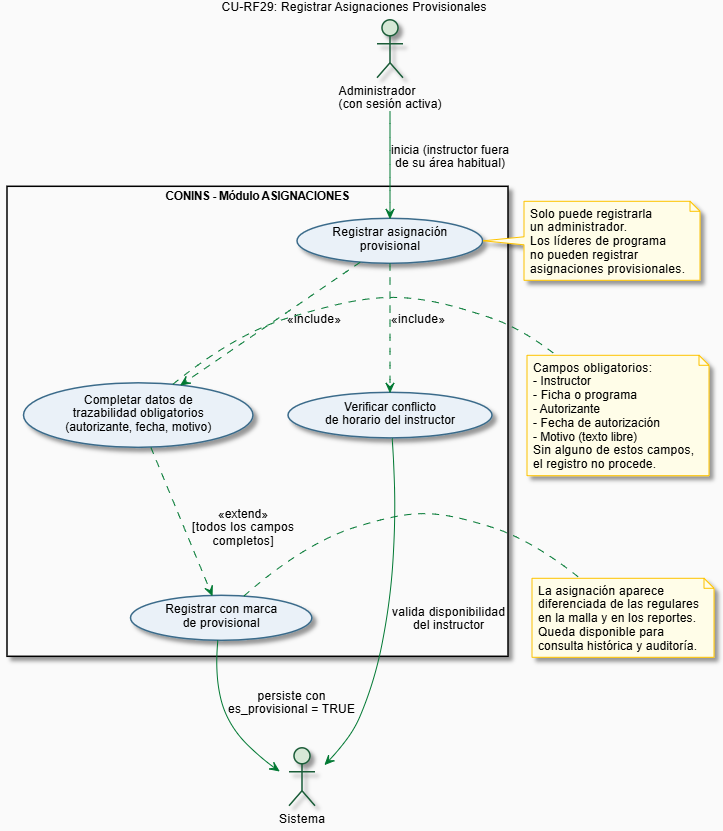 CU-RF29: Registrar Asignaciones Provisionales
Administrador
(con sesión activa)
inicia (instructor fuera
de su área habitual)
CONINS - Módulo ASIGNACIONES
Registrar asignación
provisional
Solo puede registrarla
un administrador.
Los líderes de programa
no pueden registrar
asignaciones provisionales.
«include»
«include»
Completar datos de
trazabilidad obligatorios
(autorizante, fecha, motivo)
Verificar conflicto
de horario del instructor
Campos obligatorios:
- Instructor
- Ficha o programa
- Autorizante
- Fecha de autorización
- Motivo (texto libre)
Sin alguno de estos campos,
el registro no procede.
«extend»
[todos los campos
completos]
Registrar con marca
de provisional
valida disponibilidad
del instructor
La asignación aparece
diferenciada de las regulares
en la malla y en los reportes.
Queda disponible para
consulta histórica y auditoría.
persiste con
es_provisional = TRUE
Sistema